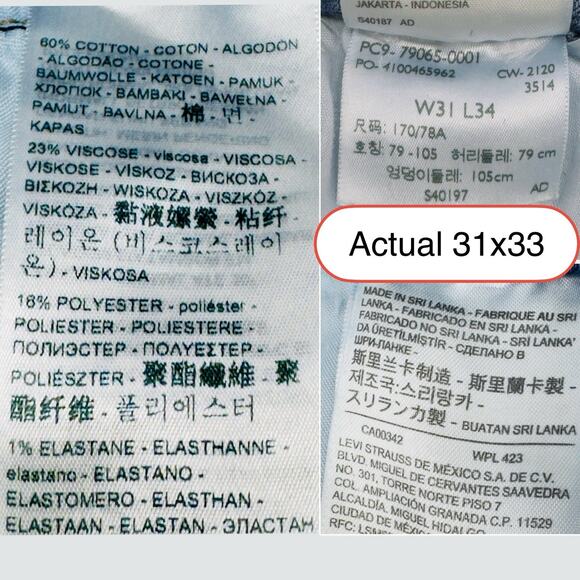 60% COTTON - COTON - ALGODÓN
- ALGODÃO - COTONE -
BAUMWOLLE - KATOEN - PAMUK -
ХЛОПОК - BAMBAKI - BAWEŁNA -
PAMUT - BAVLNA - 棉 - 면 -
KAPAS
23% VISCOSE - viscosa - VISCOSA -
VISKOSE - VISKOZ - ВИСКОЗА -
ΒΙΣΚΟΖΗ - WISKOZA - VISZKÓZ -
VISKÓZA - 黏液嫘縈 - 粘纤 -
레이온 (비스코스레이
온) - VISKOSA
16% POLYESTER - poliéster -
POLIESTER - POLIESTERE -
ПОЛИЭСТЕР - ΠΟΛΥΕΣΤΕΡ -
POLIÉSZTER - 聚酯纖維 - 聚
酯纤维 - 폴리에스터
1% ELASTANE - ELASTHANNE -
elastano - ELASTANO -
ELASTOMERO - ELASTHAN -
ELASTAAN - ELASTAN - ЭЛАСТАН
JAKARTA - INDONESIA
S40187 AD
PC9- 79065-0001
PO- 4100465962
CW- 2120
3514
W31 L34
尺码: 170/78A
호칭: 79 -105 허리둘레: 79 cm
엉덩이둘레: 105cm
S40197 AD
Actual 31x33
MADE IN SRI LANKA - FABRIQUE AU SRI
LANKA - FABRICADO EN SRI LANKA -
FABRICADO NO SRI LANKA - SRI LANKA'
DA ÜRETİLMİŞTİR - СДЕЛАНО В
ШРИ-ЛАНКЕ -
斯里兰卡制造 - 斯里蘭卡製 -
제조국:스리랑카 -
スリランカ製 - BUATAN SRI LANKA
CA00342 WPL 423
LEVI STRAUSS DE MÉXICO S.A. DE C.V.
BLVD. MIGUEL DE CERVANTES SAAVEDRA
NO. 301, TORRE NORTE PISO 7
COL. AMPLIACIÓN GRANADA C.P. 11529
ALCALDÍA. MIGUEL HIDALGO
CIUDAD DE MÉXICO
RFC: